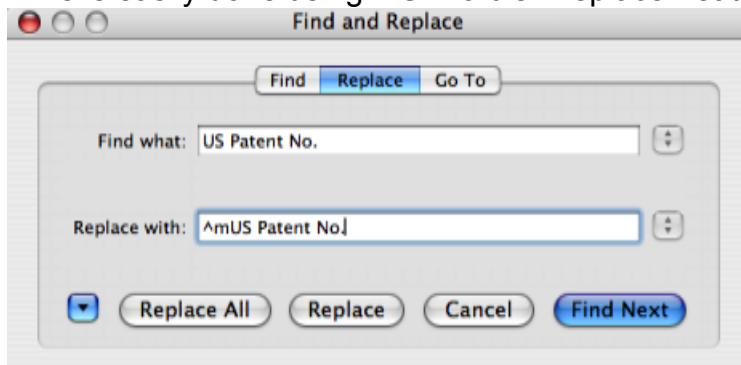 Find and Replace
Find Replace Go To
Find what: US Patent No.
Replace with: ^mUS Patent No.
Replace All Replace Cancel Find Next